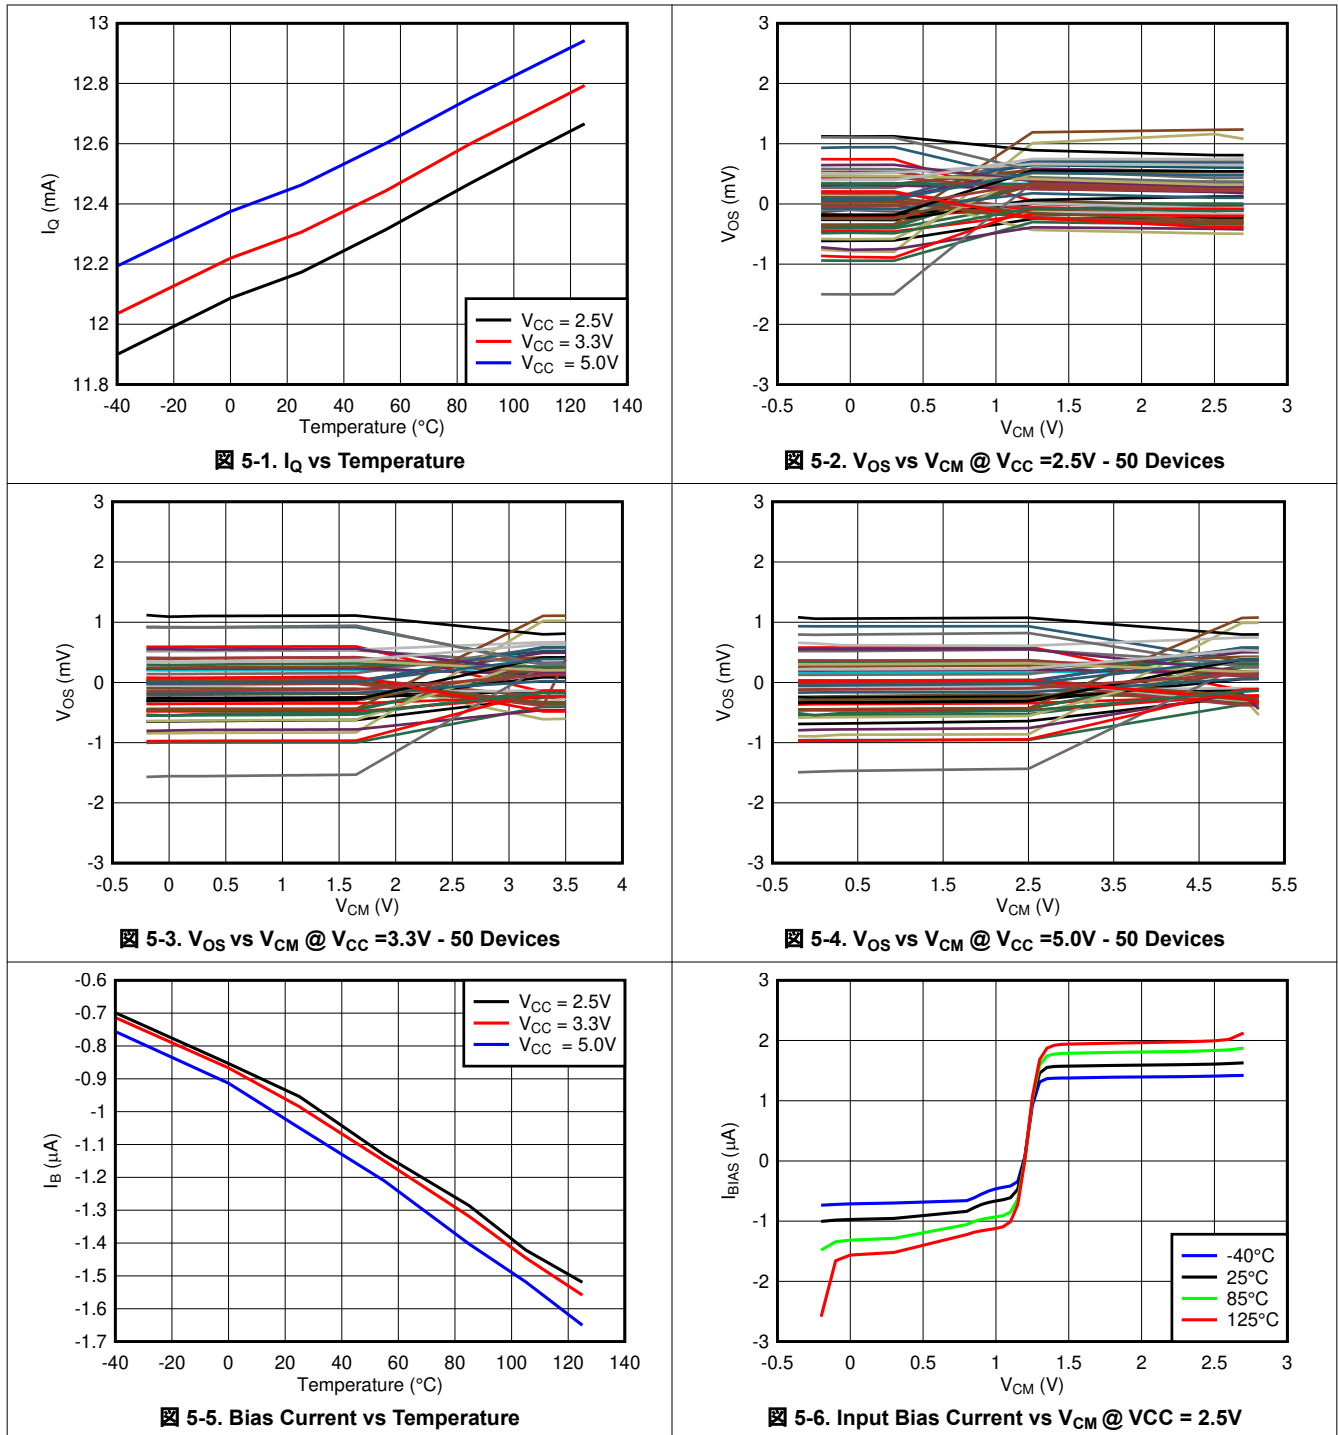 13
12.8
12.6
12.4
12.2
12
11.8
-40 -20 0 20 40 60 80 100 120 140
IQ (mA)
Temperature (°C)
VCC = 2.5V
VCC = 3.3V
VCC = 5.0V
図 5-1. IQ vs Temperature
3
2
1
0
-1
-2
-3
-0.5 0 0.5 1 1.5 2 2.5 3
VOS (mV)
VCM (V)
図 5-2. VOS vs VCM @ VCC =2.5V - 50 Devices
3
2
1
0
-1
-2
-3
-0.5 0 0.5 1 1.5 2 2.5 3 3.5 4
VOS (mV)
VCM (V)
図 5-3. VOS vs VCM @ VCC =3.3V - 50 Devices
3
2
1
0
-1
-2
-3
-0.5 0.5 1.5 2.5 3.5 4.5 5.5
VOS (mV)
VCM (V)
図 5-4. VOS vs VCM @ VCC =5.0V - 50 Devices
-0.6
-0.7
-0.8
-0.9
-1
-1.1
-1.2
-1.3
-1.4
-1.5
-1.6
-1.7
-40 -20 0 20 40 60 80 100 120 140
IB (µA)
Temperature (°C)
VCC = 2.5V
VCC = 3.3V
VCC = 5.0V
図 5-5. Bias Current vs Temperature
3
2
1
0
-1
-2
-3
-0.5 0 0.5 1 1.5 2 2.5 3
IBIAS (µA)
VCM (V)
-40°C
25°C
85°C
125°C
図 5-6. Input Bias Current vs VCM @ VCC = 2.5V